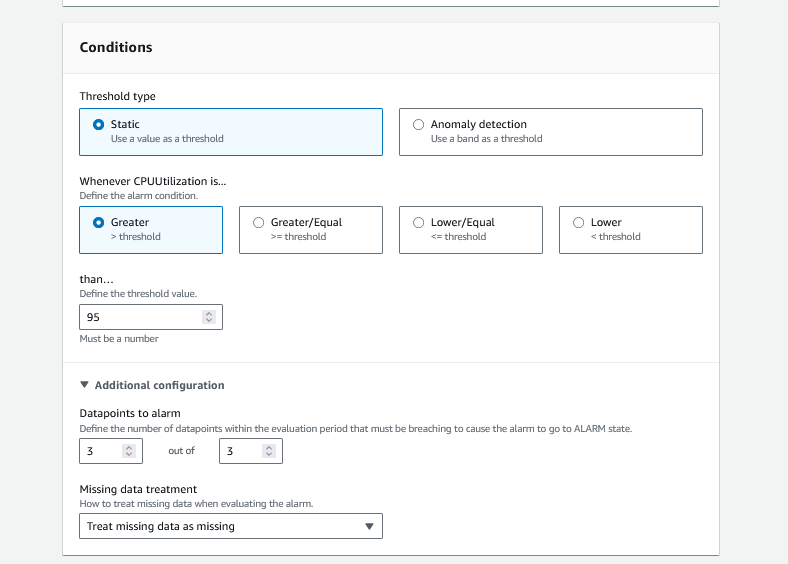 Conditions
Threshold type
Static
Use a value as a threshold
Anomaly detection
Use a band as a threshold
Whenever CPUUtilization is...
Define the alarm condition.
Greater
> threshold
Greater/Equal
>= threshold
Lower/Equal
<= threshold
Lower
< threshold
than…
Define the threshold value.
95
Must be a number
Additional configuration
Datapoints to alarm
Define the number of datapoints within the evaluation period that must be breaching to cause the alarm to go to ALARM state.
3 out of 3
Missing data treatment
How to treat missing data when evaluating the alarm.
Treat missing data as missing